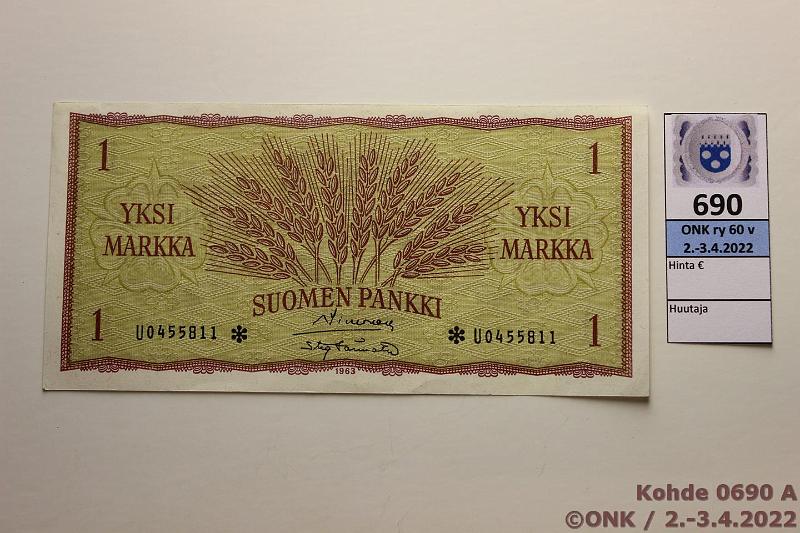 1
1
YKSI
MARKKA
YKSI
MARKKA
SUOMEN PANKKI
1
U0455811 *
* U0455811
1
1963
690
ONK ry 60 v
2.-3.4.2022
Hinta €
Huutaja
Kohde 0690 A
©ONK / 2.-3.4.2022